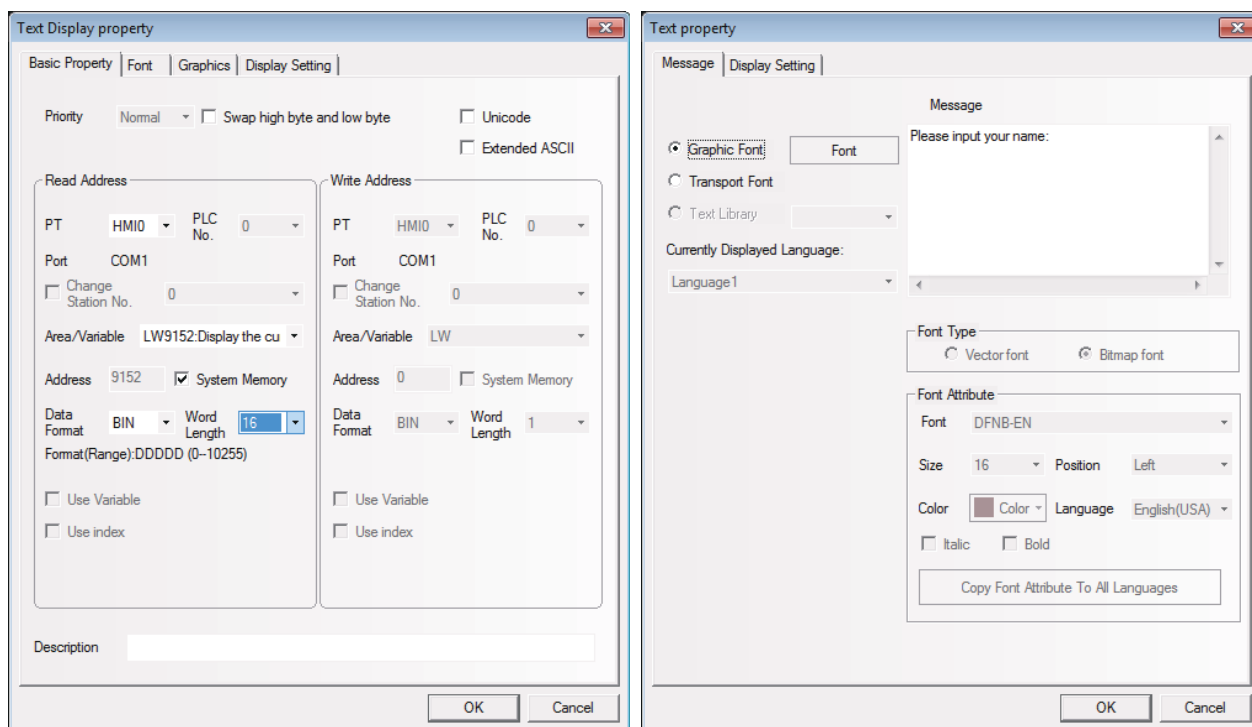 Text Display property
Basic Property Font Graphics Display Setting
Priority Normal Swap high byte and low byte Unicode
Extended ASCII
Read Address
PT HMI0 PLC No. 0
Port COM1
Change Station No. 0
Area/Variable LW9152:Display the cu
Address 9152 System Memory
Data Format BIN Word Length 16
Format(Range):DDDDD (0--10255)
Use Variable
Use index
Write Address
PT HMI0 PLC No. 0
Port COM1
Change Station No. 0
Area/Variable LW
Address 0 System Memory
Data Format BIN Word Length 1
Use Variable
Use index
Description
OK Cancel
Text property
Message Display Setting
Graphic Font Font
Transport Font
Text Library
Currently Displayed Language:
Language1
Message
Please input your name:
Font Type
Vector font Bitmap font
Font Attribute
Font DFNB-EN
Size 16 Position Left
Color Color Language English(USA)
Italic Bold
Copy Font Attribute To All Languages
OK Cancel